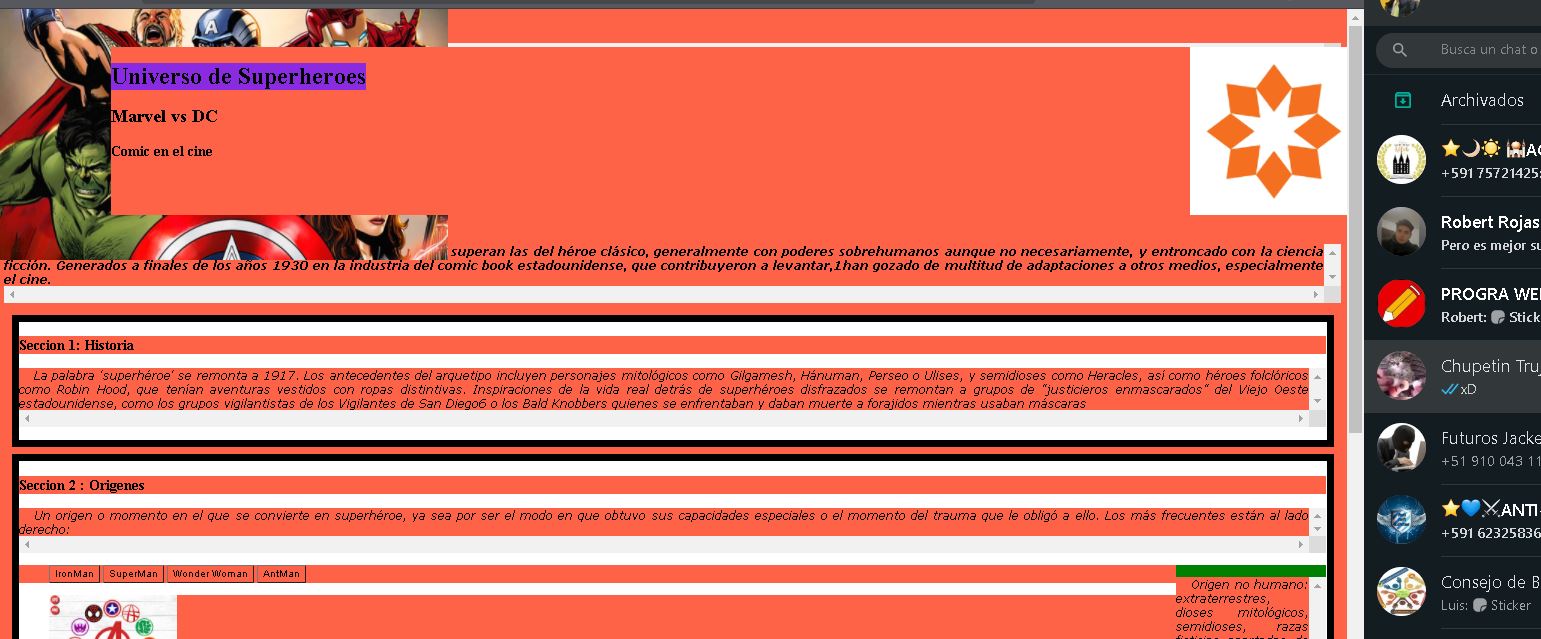 Universo de Superheroes
Marvel vs DC
Comic en el cine
superan las del héroe clásico, generalmente con poderes sobrehumanos aunque no necesariamente, y entroncado con la ciencia
ficción. Generados a finales de los años 1930 en la industria del comic book estadounidense, que contribuyeron a levantar,1han gozado de multitud de adaptaciones a otros medios, especialmente
el cine.
Seccion 1: Historia
La palabra 'superhéroe' se remonta a 1917. Los antecedentes del arquetipo incluyen personajes mitológicos como Gilgamesh, Hánuman, Perseo o Ulises, y semidioses como Heracles, así como héroes folclóricos
como Robin Hood, que tenían aventuras vestidos con ropas distintivas. Inspiraciones de la vida real detrás de superhéroes disfrazados se remontan a grupos de "justicieros enmascarados" del Viejo Oeste
estadounidense, como los grupos vigilantistas de los Vigilantes de San Diego6 o los Bald Knobbers quienes se enfrentaban y daban muerte a forajidos mientras usaban máscaras
Seccion 2 : Origenes
Un origen o momento en el que se convierte en superhéroe, ya sea por ser el modo en que obtuvo sus capacidades especiales o el momento del trauma que le obligó a ello. Los más frecuentes están al lado
derecho:
IronMan SuperMan Wonder Woman AntMan
Origen no humano:
extraterrestres,
dioses mitológicos,
semidioses, razas
Busca un chat o
Archivados
⭐🌙☀️ 🏰AC
+591 75721425:
Robert Rojas
Pero es mejor su
PROGRA WE
Robert: Stick
Chupetin Truj
xD
Futuros Jacke
+51 910 043 11
⭐💙⚔️ANTI-
+591 62325836
Consejo de B
Luis: Sticker